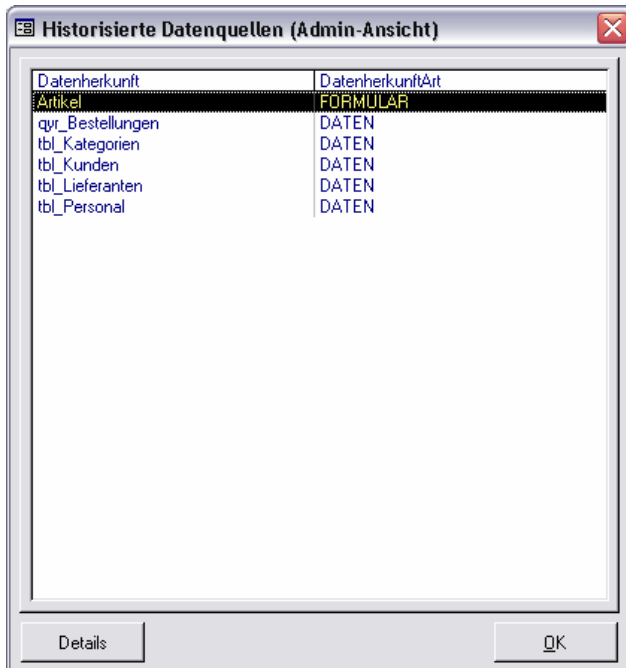 Historisierte Datenquellen (Admin-Ansicht)
Datenherkunft DatenherkunftArt
Artikel FORMULAR
qyr_Bestellungen DATEN
tbl_Kategorien DATEN
tbl_Kunden DATEN
tbl_Lieferanten DATEN
tbl_Personal DATEN
Details OK